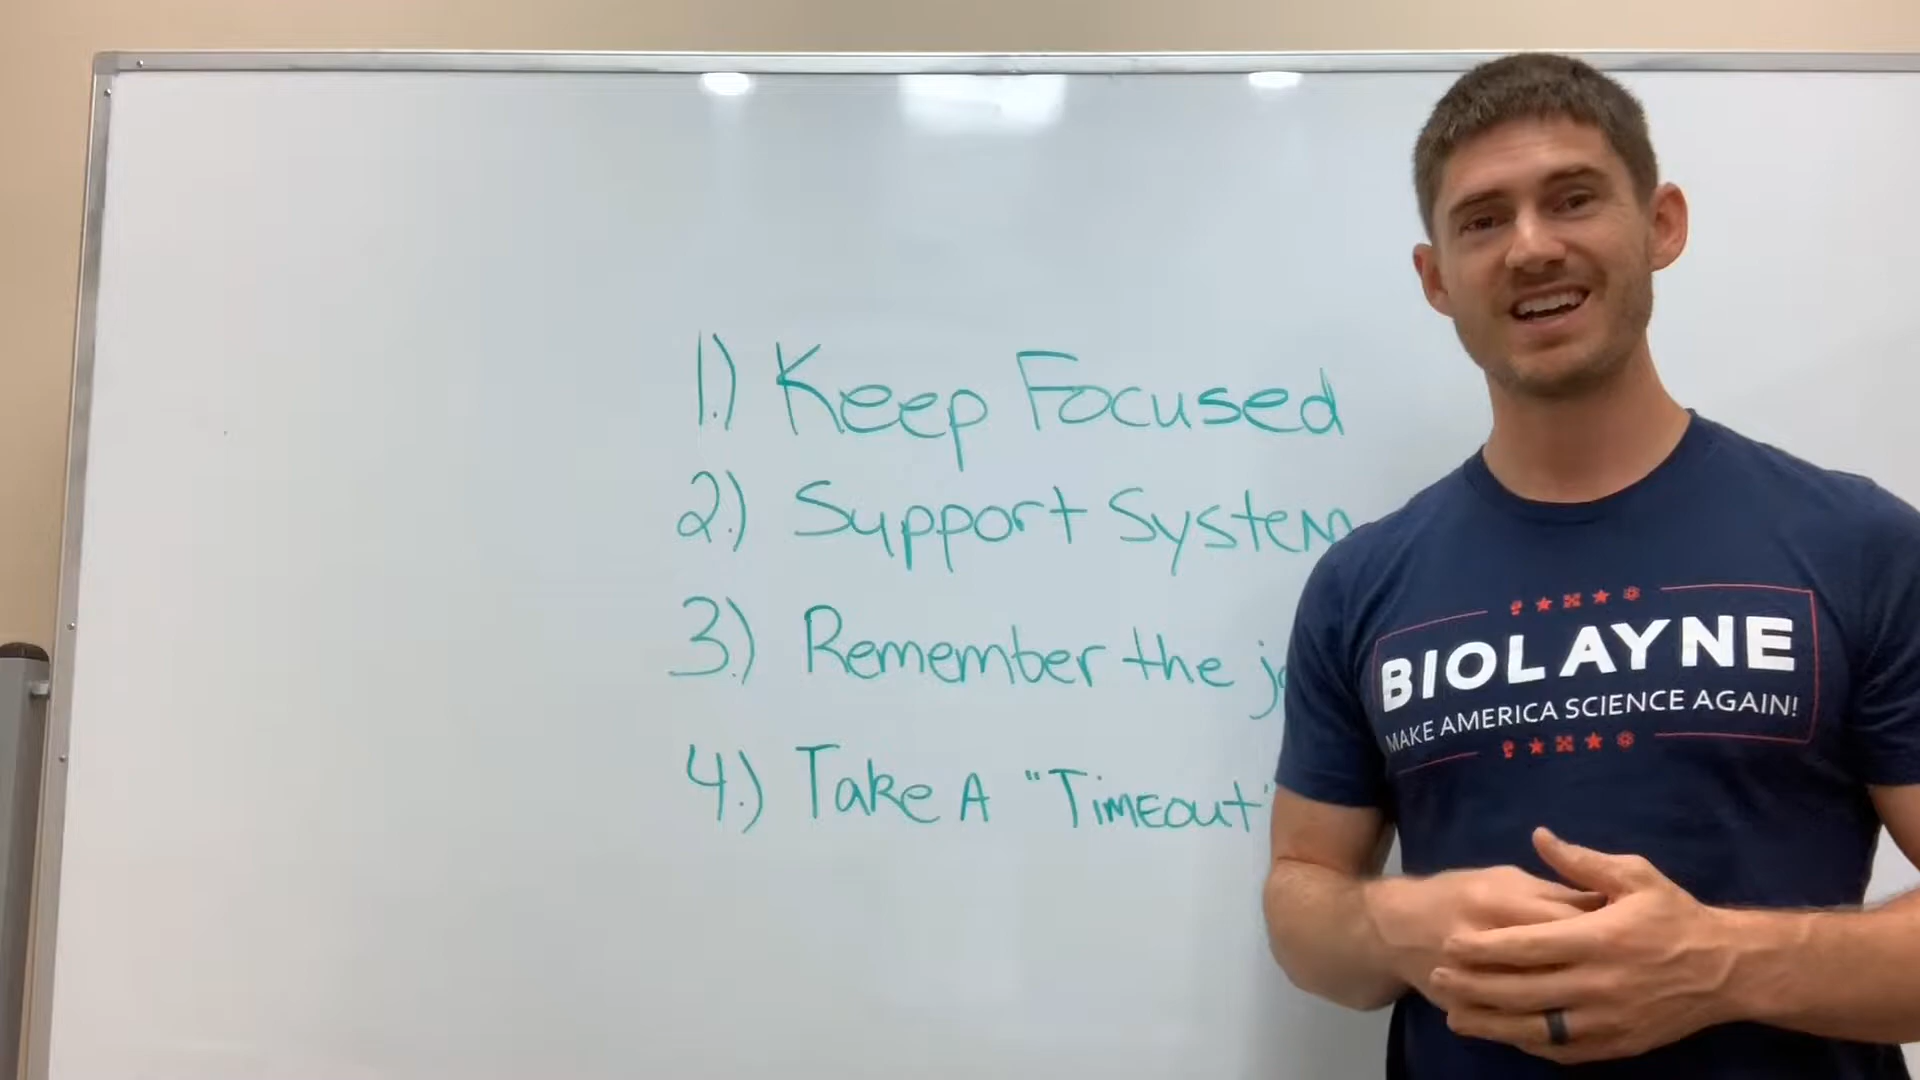 1.) Keep Focused
2.) Support System
3.) Remember the
4.) Take A "Timeout"
BIOLAYNE
MAKE AMERICA SCIENCE AGAIN!